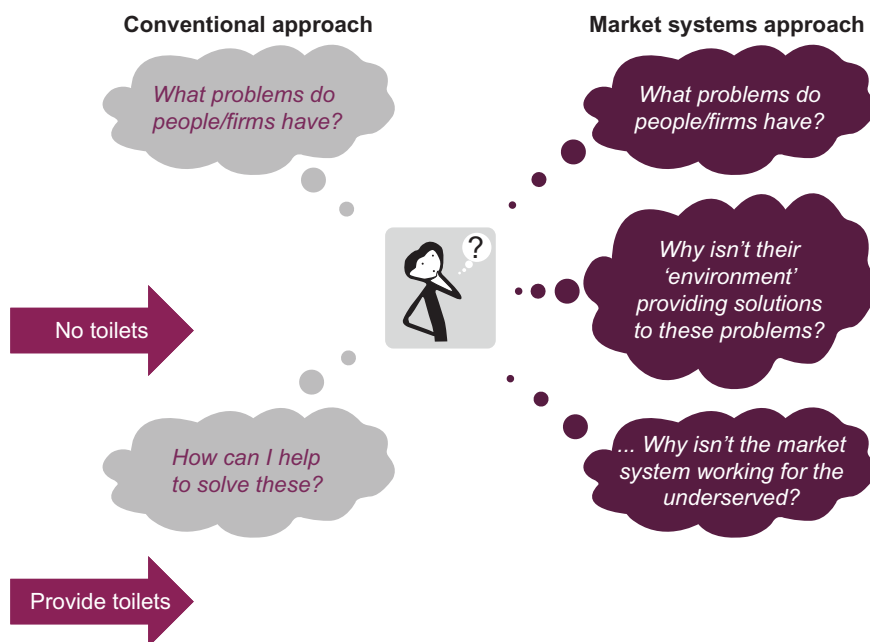 Conventional approach
What problems do
people/firms have?
No toilets
How can I help
to solve these?
Provide toilets
?
Market systems approach
What problems do
people/firms have?
Why isn't their
‘environment’
providing solutions
to these problems?
... Why isn't the market
system working for the
underserved?